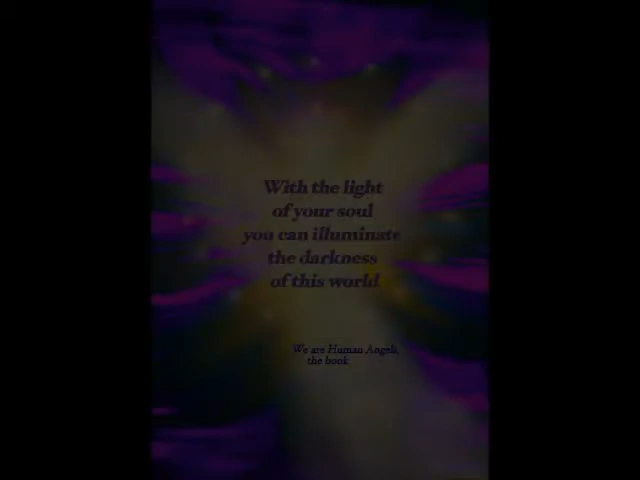 With the light
of your soul
you can illuminate
the darkness
of this world
We are Human Angels,
the book